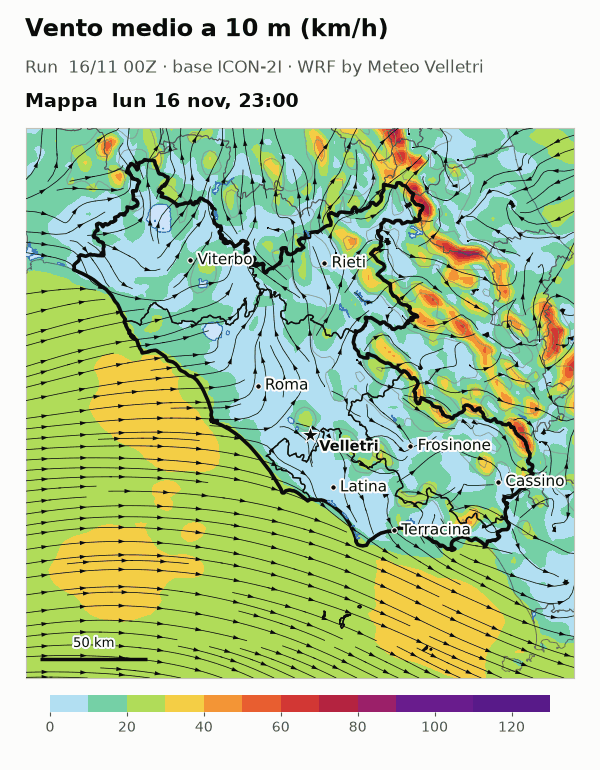 Vento medio a 10 m (km/h)
Run 16/11 00Z · base ICON-2I · WRF by Meteo Velletri
Mappa lun 16 nov, 23:00
Viterbo
Rieti
Roma
Velletri
Frosinone
Latina
Cassino
Terracina
50 km
0 20 40 60 80 100 120